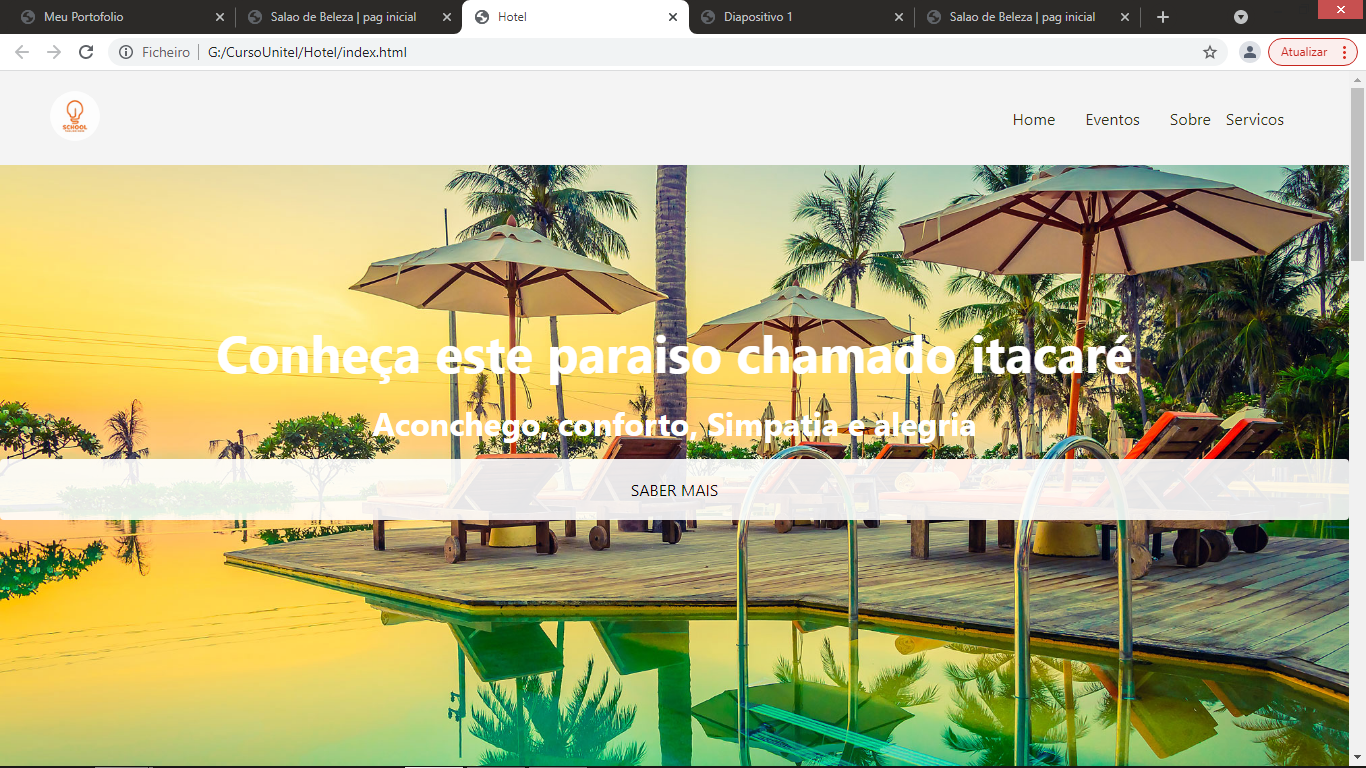 Meu Portofolio
Salao de Beleza | pag inicial
Hotel
Diapositivo 1
Salao de Beleza | pag inicial
Ficheiro
G:/CursoUnitel/Hotel/index.html
Atualizar
SCHOOL
Home
Eventos
Sobre
Servicos
Conheça este paraiso chamado itacaré
Aconchego, conforto, Simpatia e alegria
SABER MAIS